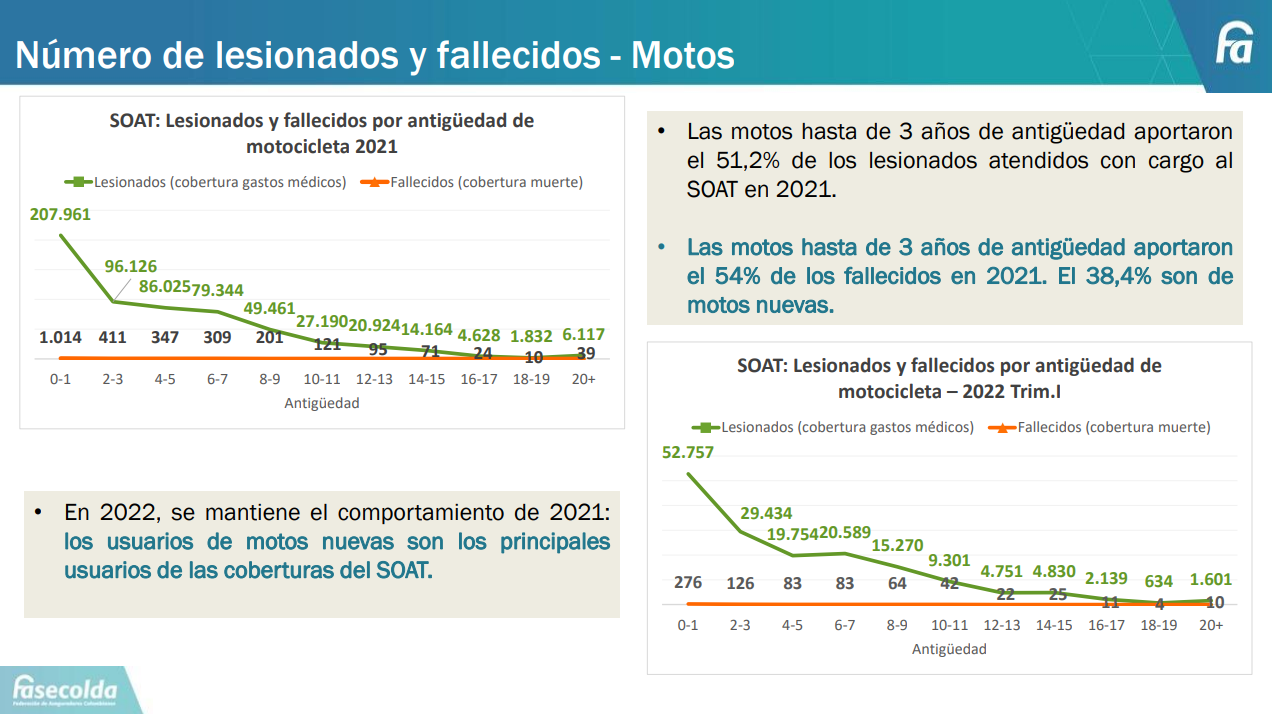 Número de lesionados y fallecidos - Motos
fa
SOAT: Lesionados y fallecidos por antigüedad de
motocicleta 2021
Lesionados (cobertura gastos médicos) Fallecidos (cobertura muerte)
207.961
96.126
86.025
79.344
49.461
27.190
20.924
14.164
4.628
1.832
6.117
1.014 411 347 309 201 121 95 71 24 10 39
0-1 2-3 4-5 6-7 8-9 10-11 12-13 14-15 16-17 18-19 20+
Antigüedad
• Las motos hasta de 3 años de antigüedad aportaron
el 51,2% de los lesionados atendidos con cargo al
SOAT en 2021.
• Las motos hasta de 3 años de antigüedad aportaron
el 54% de los fallecidos en 2021. El 38,4% son de
motos nuevas.
SOAT: Lesionados y fallecidos por antigüedad de
motocicleta – 2022 Trim.I
Lesionados (cobertura gastos médicos) Fallecidos (cobertura muerte)
52.757
29.434
19.754
20.589
15.270
9.301
4.751
4.830
2.139
634
1.601
276 126 83 83 64 42 22 25 11 4 10
0-1 2-3 4-5 6-7 8-9 10-11 12-13 14-15 16-17 18-19 20+
Antigüedad
• En 2022, se mantiene el comportamiento de 2021:
los usuarios de motos nuevas son los principales
usuarios de las coberturas del SOAT.
fasecolda
Federación de Aseguradores Colombianos